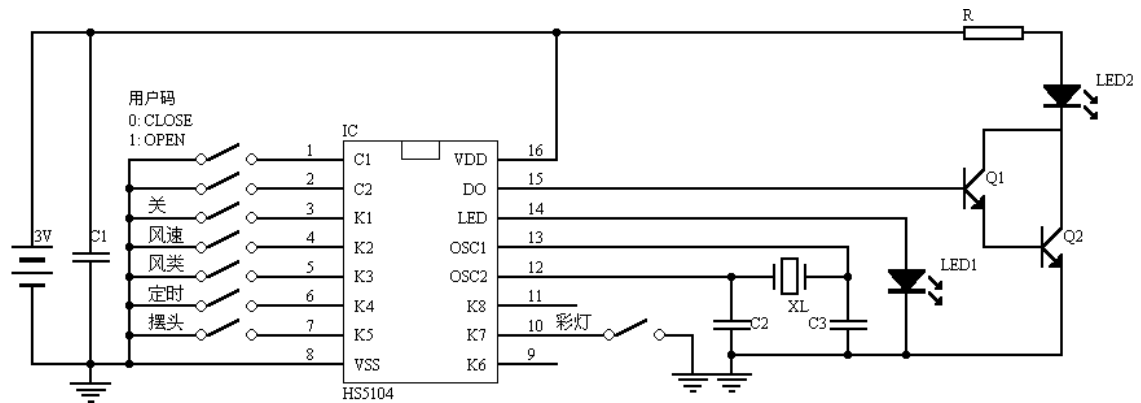 R
LED2
用户码
0: CLOSE
1: OPEN
IC
1 C1 VDD 16
2 C2 DO 15
Q1
关 3 K1 LED 14
风速 4 K2 OSC1 13
3V C1
Q2
风类 5 K3 OSC2 12
LED1
定时 6 K4 K8 11
XL
摆头 7 K5 K7 10 彩灯
C2 C3
8 VSS K6 9
HS5104